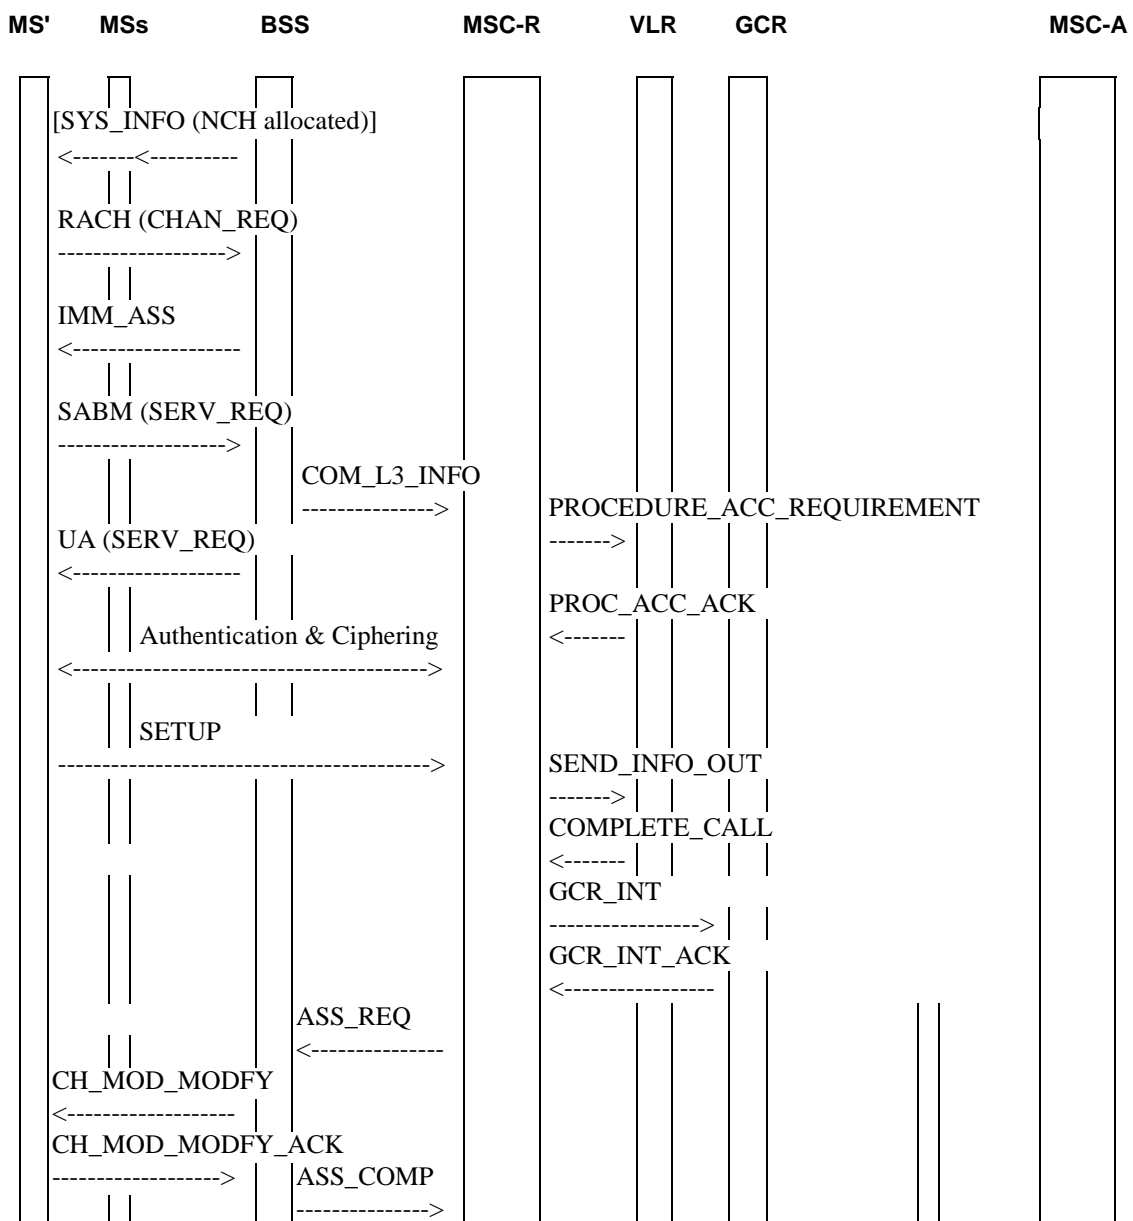 MS' MSs BSS MSC-R VLR GCR MSC-A
[SYS_INFO (NCH allocated)]
<-------<----------
RACH (CHAN_REQ)
------------------->
IMM_ASS
<-------------------
SABM (SERV_REQ)
------------------->
COM_L3_INFO
--------------->
PROCEDURE_ACC_REQUIREMENT
------->
UA (SERV_REQ)
<-------------------
PROC_ACC_ACK
<-------
Authentication & Ciphering
<---------------------------------------->
SETUP
------------------------------------------>
SEND_INFO_OUT
------->
COMPLETE_CALL
<-------
GCR_INT
------------------>
GCR_INT_ACK
<-----------------
ASS_REQ
<---------------
CH_MOD_MODFY
<-------------------
CH_MOD_MODFY_ACK
------------------->
ASS_COMP
--------------->